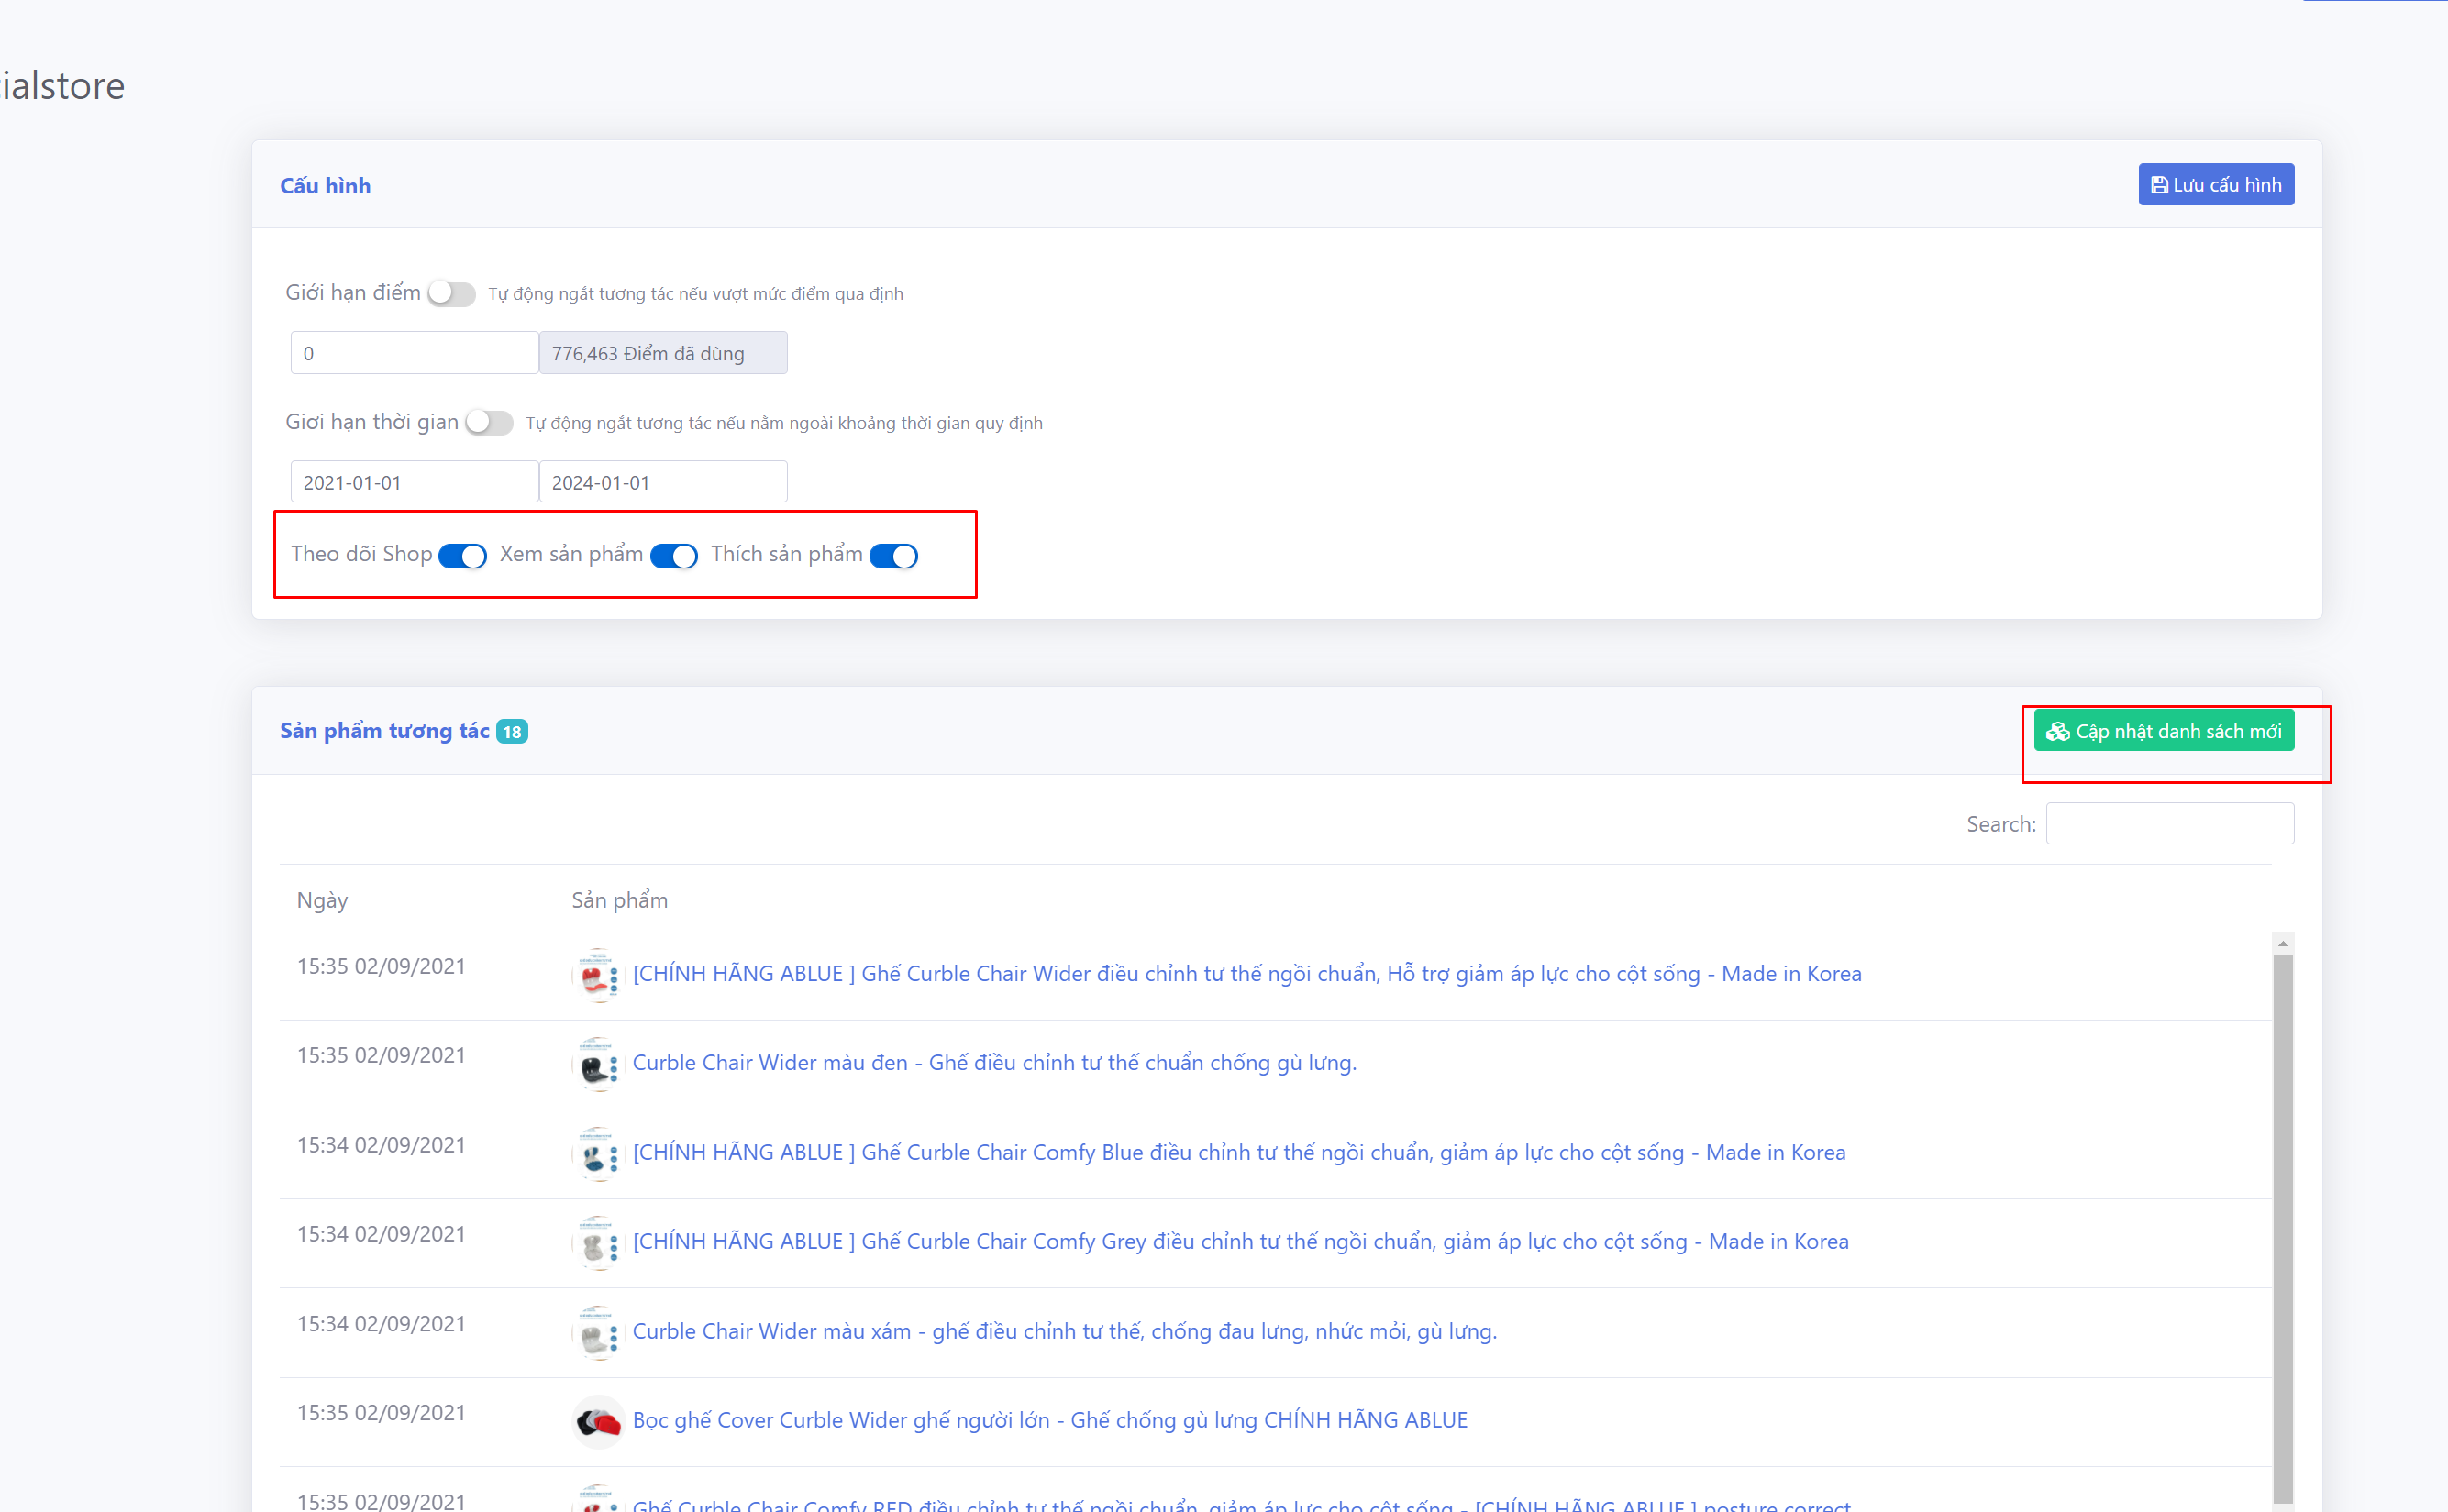 ialstore
Cấu hình
Lưu cấu hình
Giới hạn điểm Tự động ngắt tương tác nếu vượt mức điểm qua định
0 776,463 Điểm đã dùng
Giơi hạn thời gian Tự động ngắt tương tác nếu nằm ngoài khoảng thời gian quy định
2021-01-01 2024-01-01
Theo dõi Shop Xem sản phẩm Thích sản phẩm
Sản phẩm tương tác 18
Cập nhật danh sách mới
Search:
Ngày Sản phẩm
15:35 02/09/2021 [CHÍNH HÃNG ABLUE ] Ghế Curble Chair Wider điều chỉnh tư thế ngồi chuẩn, Hỗ trợ giảm áp lực cho cột sống - Made in Korea
15:35 02/09/2021 Curble Chair Wider màu đen - Ghế điều chỉnh tư thế chuẩn chống gù lưng.
15:34 02/09/2021 [CHÍNH HÃNG ABLUE ] Ghế Curble Chair Comfy Blue điều chỉnh tư thế ngồi chuẩn, giảm áp lực cho cột sống - Made in Korea
15:34 02/09/2021 [CHÍNH HÃNG ABLUE ] Ghế Curble Chair Comfy Grey điều chỉnh tư thế ngồi chuẩn, giảm áp lực cho cột sống - Made in Korea
15:34 02/09/2021 Curble Chair Wider màu xám - ghế điều chỉnh tư thế, chống đau lưng, nhức mỏi, gù lưng.
15:35 02/09/2021 Bọc ghế Cover Curble Wider ghế người lớn - Ghế chống gù lưng CHÍNH HÃNG ABLUE
15:35 02/09/2021 Ghế Curble Chair Comfy RED điều chỉnh tư thế ngồi chuẩn, giảm áp lực cho cột sống - [CHÍNH HÃNG ABLUE ] posture correct